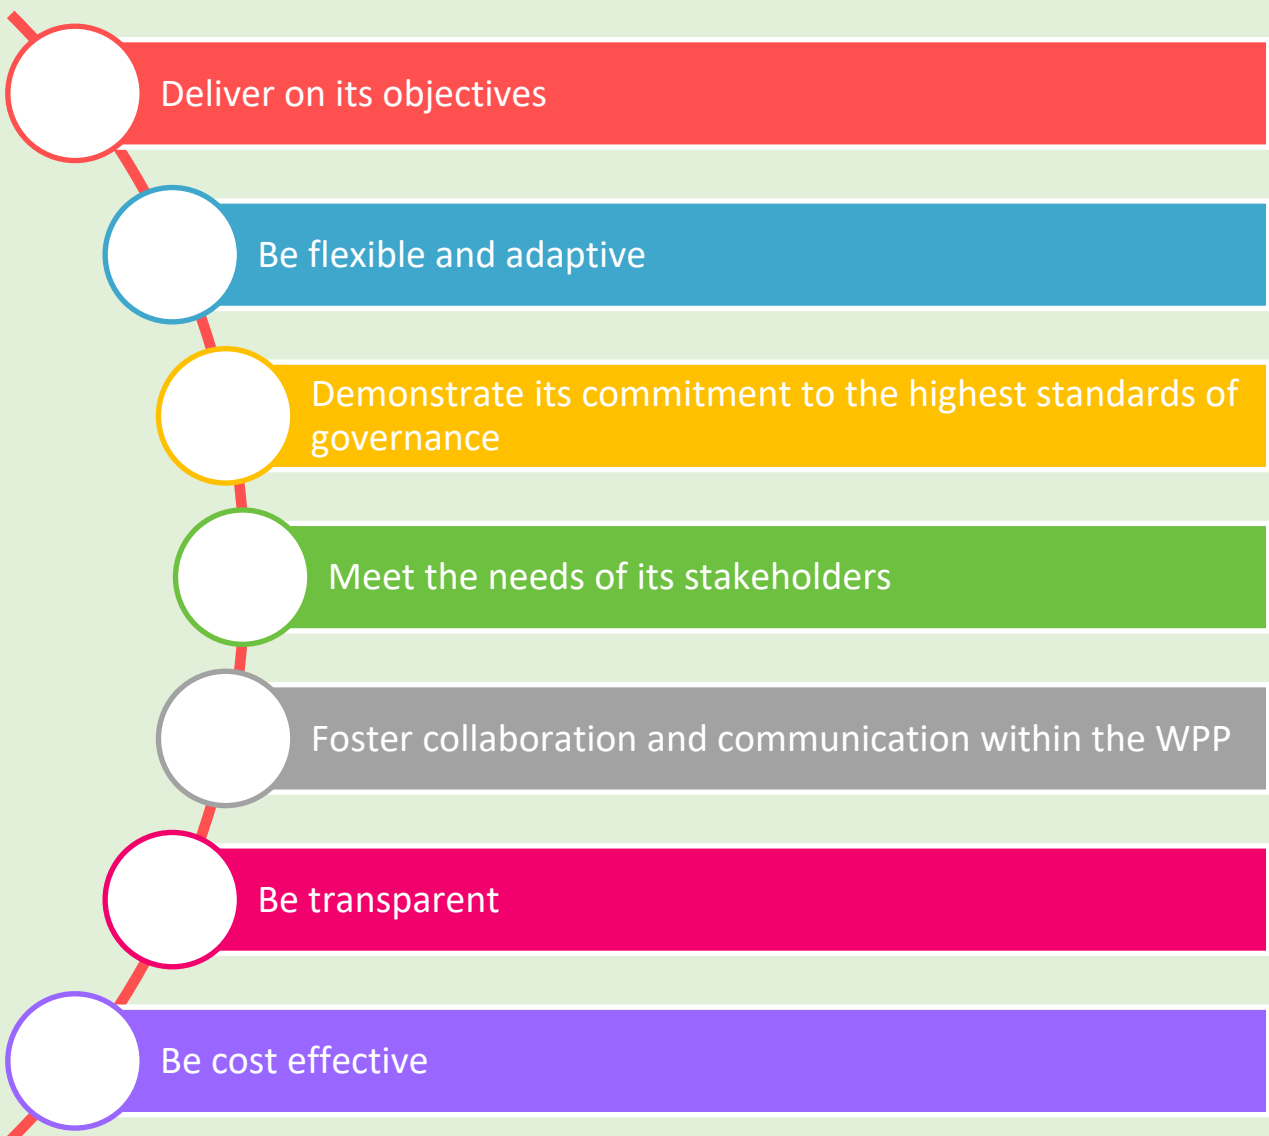 Deliver on its objectives
Be flexible and adaptive
Demonstrate its commitment to the highest standards of
governance
Meet the needs of its stakeholders
Foster collaboration and communication within the WPP
Be transparent
Be cost effective